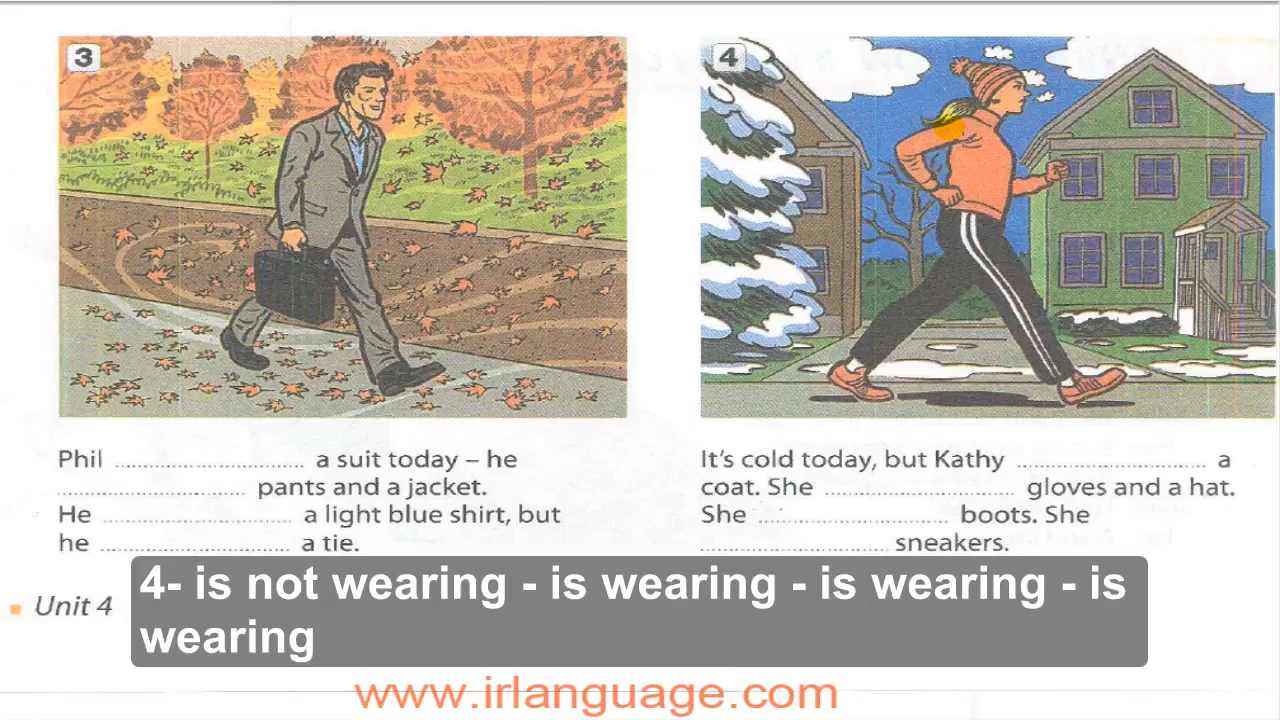 3
4
Phil ........................................ a suit today – he
........................................ pants and a jacket.
He ........................................ a light blue shirt, but
he ........................................ a tie.
It's cold today, but Kathy ........................................ a
coat. She ........................................ gloves and a hat.
She ........................................ boots. She
........................................ sneakers.
4- is not wearing - is wearing - is wearing - is
wearing
Unit 4
www.irlanguage.com